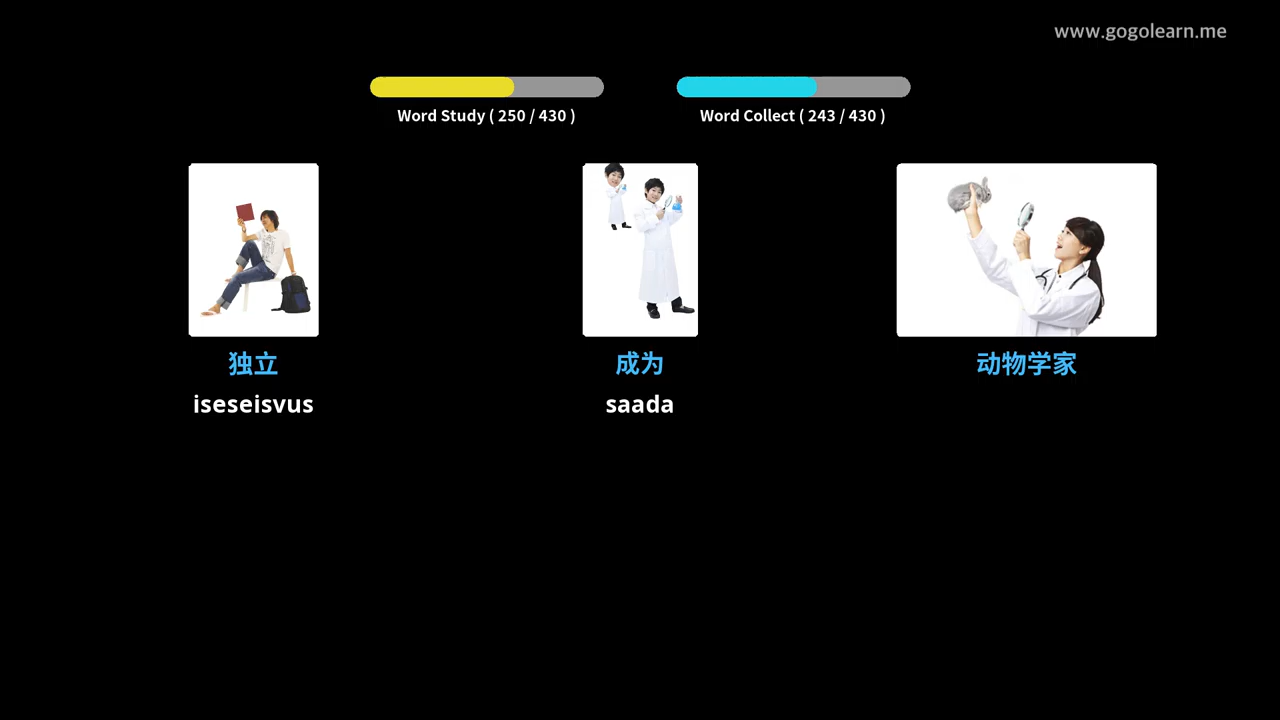 www.gogolearn.me
Word Study ( 250 / 430 )
Word Collect ( 243 / 430 )
独立
成为
动物学家
iseseisvus
saada